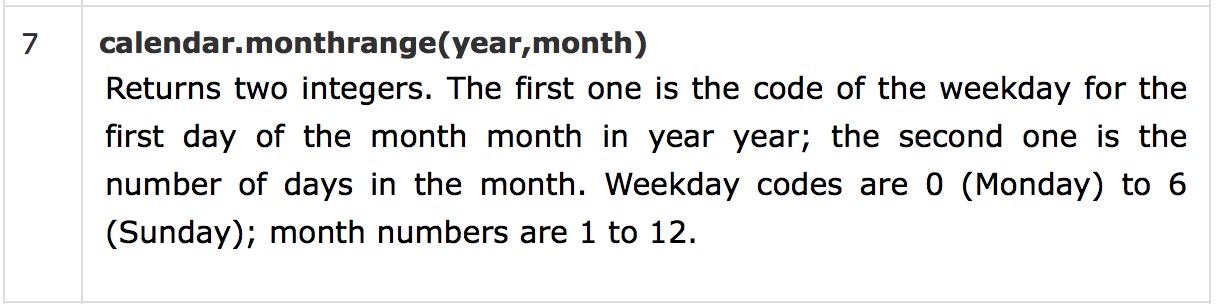 7 calendar.monthrange(year,month)
Returns two integers. The first one is the code of the weekday for the
first day of the month month in year year; the second one is the
number of days in the month. Weekday codes are 0 (Monday) to 6
(Sunday); month numbers are 1 to 12.